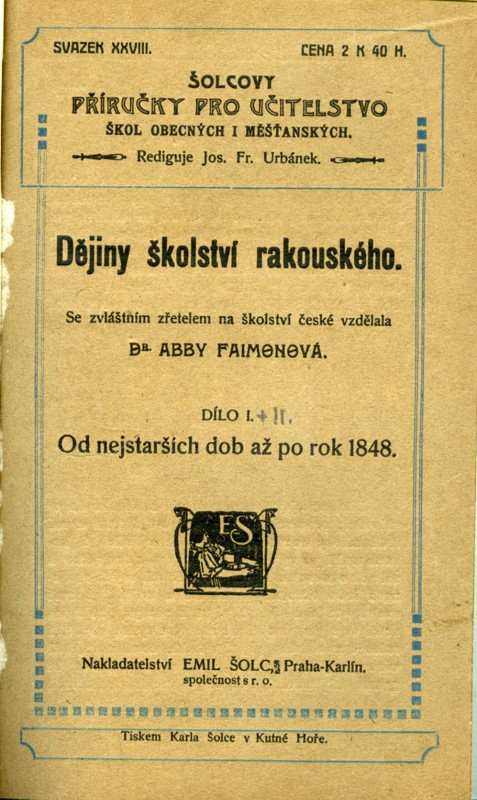 SVAZEK XXVIII. CENA 2 K 40 H.
ŠOLCOVY
PŘÍRUČKY PRO UČITELSTVO
ŠKOL OBECNÝCH I MĚŠŤANSKÝCH.
Rediguje Jos. Fr. Urbánek.
Dějiny školství rakouského.
Se zvláštním zřetelem na školství české vzdělala
DR. ABBY FAIMONOVÁ.
DÍLO I. + II.
Od nejstarších dob až po rok 1848.
ES
Nakladatelství EMIL ŠOLC, Praha-Karlín.
společnost s r. o.
Tiskem Karla Šolce v Kutné Hoře.